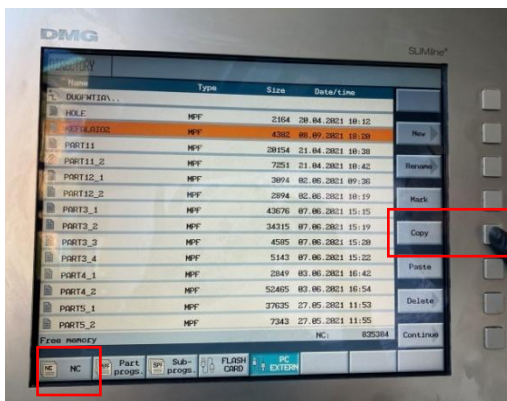 DMG
SLIMline®
DIRECTORY
Name Type Size Date/time
DUOFWTIA\..
HOLE MPF 2164 20.04.2021 10:12
KEFALAIO2 MPF 4382 08.09.2021 18:20
PART11 MPF 20154 21.04.2021 10:38
PART11_2 MPF 7251 21.04.2021 10:42
PART12_1 MPF 3094 02.06.2021 09:36
PART12_2 MPF 2894 02.06.2021 10:19
PART3_1 MPF 43676 07.06.2021 15:15
PART3_2 MPF 34315 07.06.2021 15:19
PART3_3 MPF 4505 07.06.2021 15:20
PART3_4 MPF 5143 07.06.2021 15:22
PART4_1 MPF 2849 03.06.2021 16:42
PART4_2 MPF 52465 03.06.2021 16:54
PART5_1 MPF 37635 27.05.2021 11:53
PART5_2 MPF 7343 27.05.2021 11:55
Free memory NC: 835384
New
Rename
Mark
Copy
Paste
Delete
Continue
NC NC
Part progs.
SPF Sub-progs.
FLASH CARD
PC EXTERN